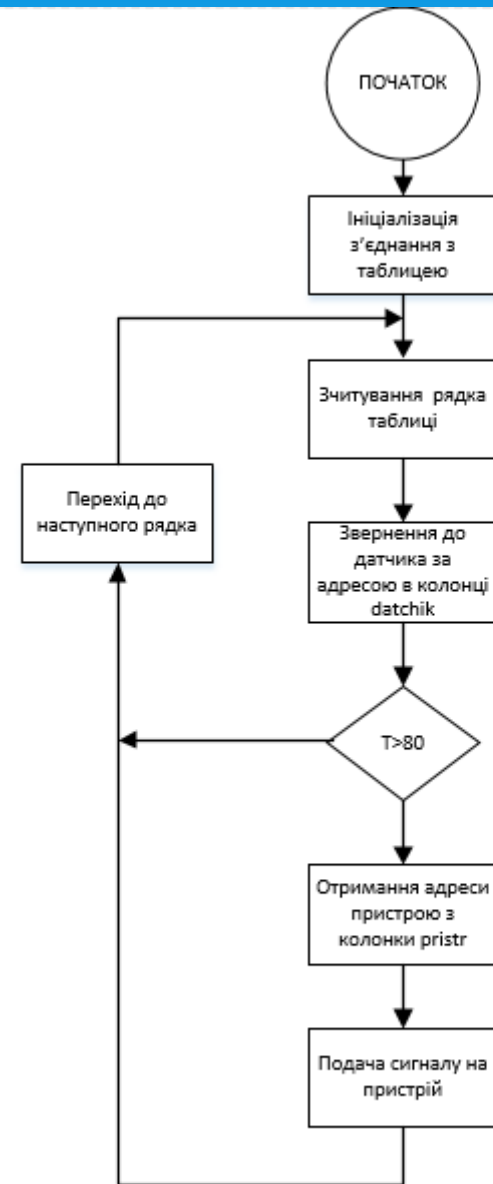 ПОЧАТОК
Ініціалізація
з’єднання з
таблицею
Зчитування рядка
таблиці
Перехід до
наступного рядка
Звернення до
датчика за
адресою в колонці
datchik
T>80
Отримання адреси
пристрою з
колонки pristr
Подача сигналу на
пристрій